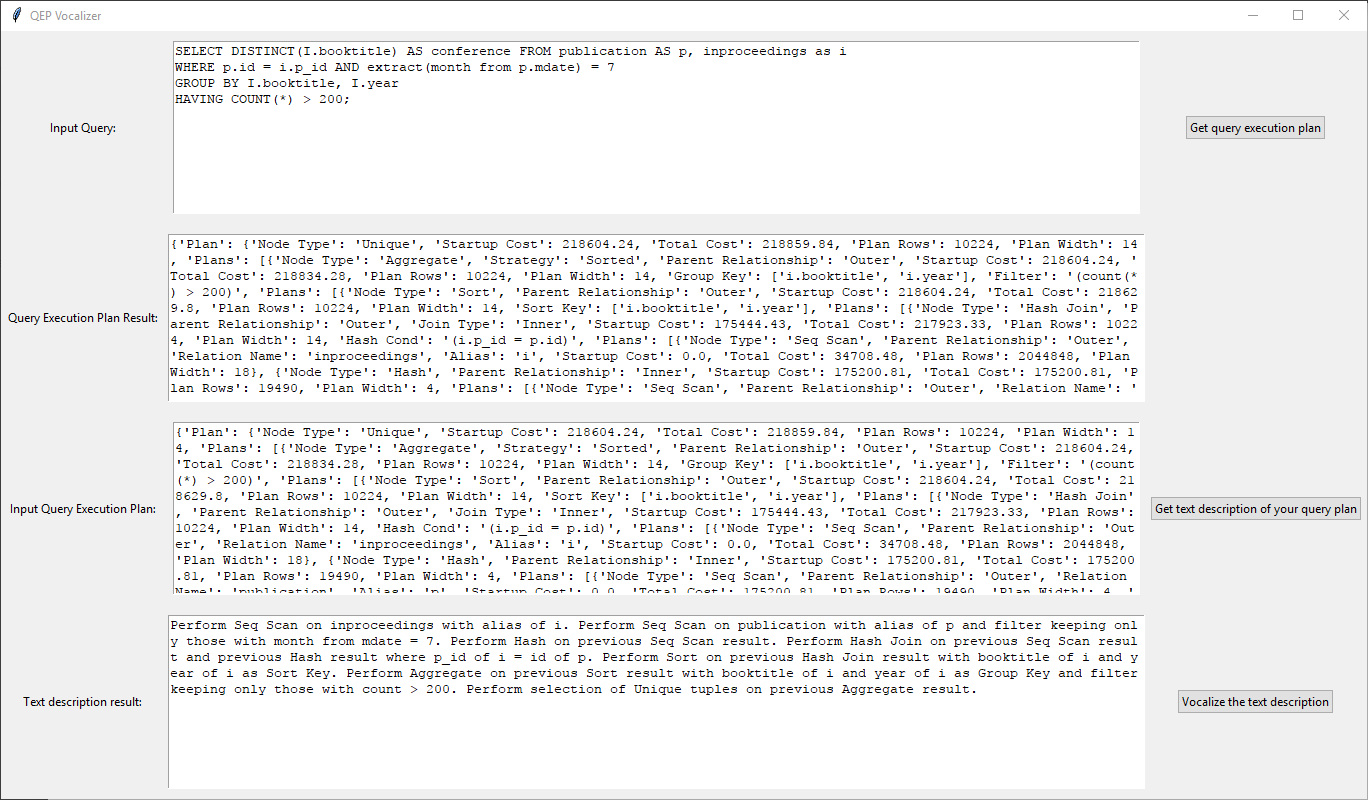 QEP Vocalizer
SELECT DISTINCT(I.booktitle) AS conference FROM publication AS p, inproceedings as i
WHERE p.id = i.p_id AND extract(month from p.mdate) = 7
GROUP BY I.booktitle, I.year
HAVING COUNT(*) > 200;
Input Query:
Get query execution plan
{'Plan': {'Node Type': 'Unique', 'Startup Cost': 218604.24, 'Total Cost': 218859.84, 'Plan Rows': 10224, 'Plan Width': 14
, 'Plans': [{'Node Type': 'Aggregate', 'Strategy': 'Sorted', 'Parent Relationship': 'Outer', 'Startup Cost': 218604.24, '
Total Cost': 218834.28, 'Plan Rows': 10224, 'Plan Width': 14, 'Group Key': ['i.booktitle', 'i.year'], 'Filter': '(count(*
) > 200)', 'Plans': [{'Node Type': 'Sort', 'Parent Relationship': 'Outer', 'Startup Cost': 218604.24, 'Total Cost': 21862
9.8, 'Plan Rows': 10224, 'Plan Width': 14, 'Sort Key': ['i.booktitle', 'i.year'], 'Plans': [{'Node Type': 'Hash Join', 'P
arent Relationship': 'Outer', 'Join Type': 'Inner', 'Startup Cost': 175444.43, 'Total Cost': 217923.33, 'Plan Rows': 1022
4, 'Plan Width': 14, 'Hash Cond': '(i.p_id = p.id)', 'Plans': [{'Node Type': 'Seq Scan', 'Parent Relationship': 'Outer',
'Relation Name': 'inproceedings', 'Alias': 'i', 'Startup Cost': 0.0, 'Total Cost': 34708.48, 'Plan Rows': 2044848, 'Plan
Width': 18}, {'Node Type': 'Hash', 'Parent Relationship': 'Inner', 'Startup Cost': 175200.81, 'Total Cost': 175200.81, 'P
lan Rows': 19490, 'Plan Width': 4, 'Plans': [{'Node Type': 'Seq Scan', 'Parent Relationship': 'Outer', 'Relation Name': '
Query Execution Plan Result:
{'Plan': {'Node Type': 'Unique', 'Startup Cost': 218604.24, 'Total Cost': 218859.84, 'Plan Rows': 10224, 'Plan Width': 1
4, 'Plans': [{'Node Type': 'Aggregate', 'Strategy': 'Sorted', 'Parent Relationship': 'Outer', 'Startup Cost': 218604.24,
'Total Cost': 218834.28, 'Plan Rows': 10224, 'Plan Width': 14, 'Group Key': ['i.booktitle', 'i.year'], 'Filter': '(count
(*) > 200)', 'Plans': [{'Node Type': 'Sort', 'Parent Relationship': 'Outer', 'Startup Cost': 218604.24, 'Total Cost': 21
8629.8, 'Plan Rows': 10224, 'Plan Width': 14, 'Sort Key': ['i.booktitle', 'i.year'], 'Plans': [{'Node Type': 'Hash Join'
, 'Parent Relationship': 'Outer', 'Join Type': 'Inner', 'Startup Cost': 175444.43, 'Total Cost': 217923.33, 'Plan Rows':
10224, 'Plan Width': 14, 'Hash Cond': '(i.p_id = p.id)', 'Plans': [{'Node Type': 'Seq Scan', 'Parent Relationship': 'Out
er', 'Relation Name': 'inproceedings', 'Alias': 'i', 'Startup Cost': 0.0, 'Total Cost': 34708.48, 'Plan Rows': 2044848,
'Plan Width': 18}, {'Node Type': 'Hash', 'Parent Relationship': 'Inner', 'Startup Cost': 175200.81, 'Total Cost': 175200
.81, 'Plan Rows': 19490, 'Plan Width': 4, 'Plans': [{'Node Type': 'Seq Scan', 'Parent Relationship': 'Outer', 'Relation
Name': 'publication', 'Alias': 'p', 'Startup Cost': 0.0, 'Total Cost': 175200.81, 'Plan Rows': 19490, 'Plan Width': 4, '
Input Query Execution Plan:
Get text description of your query plan
Perform Seq Scan on inproceedings with alias of i. Perform Seq Scan on publication with alias of p and filter keeping onl
y those with month from mdate = 7. Perform Hash on previous Seq Scan result. Perform Hash Join on previous Seq Scan resul
t and previous Hash result where p_id of i = id of p. Perform Sort on previous Hash Join result with booktitle of i and y
ear of i as Sort Key. Perform Aggregate on previous Sort result with booktitle of i and year of i as Group Key and filter
keeping only those with count > 200. Perform selection of Unique tuples on previous Aggregate result.
Text description result:
Vocalize the text description